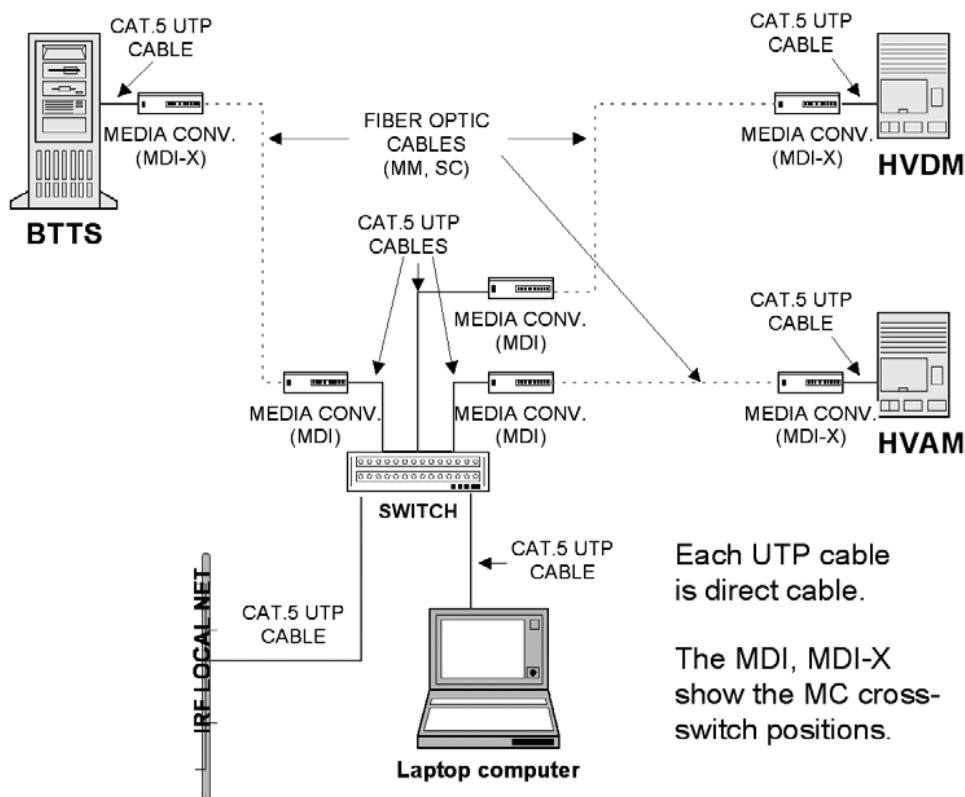 CAT.5 UTP
CABLE
CAT.5 UTP
CABLE
MEDIA CONV.
(MDI-X)
FIBER OPTIC
CABLES
(MM, SC)
MEDIA CONV.
(MDI-X)
HVDM
BTTS
CAT.5 UTP
CABLES
MEDIA CONV.
(MDI)
CAT.5 UTP
CABLE
MEDIA CONV.
(MDI)
MEDIA CONV.
(MDI)
MEDIA CONV.
(MDI-X)
HVAM
SWITCH
CAT.5 UTP
CABLE
Each UTP cable
is direct cable.
IRF LOCAL NET
CAT.5 UTP
CABLE
The MDI, MDI-X
show the MC cross-
switch positions.
Laptop computer